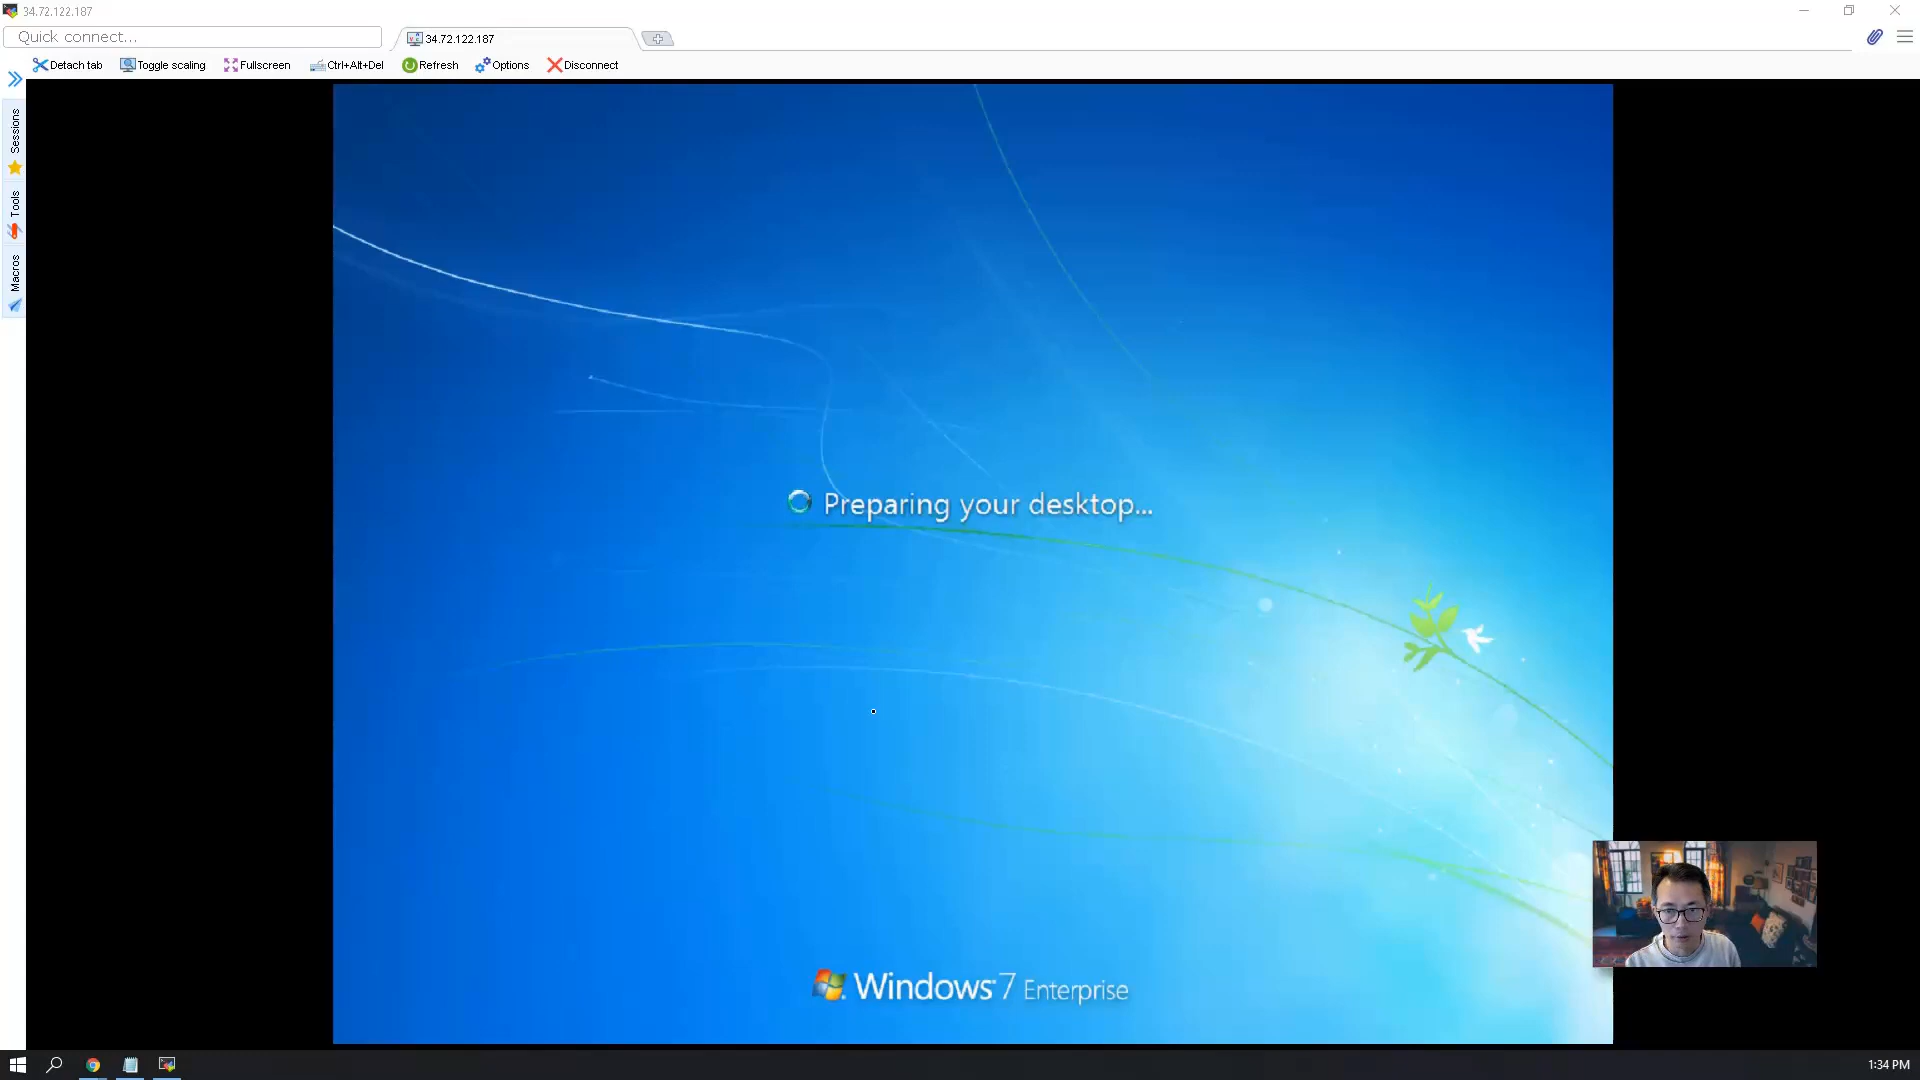 34.72.122.187
Quick connect...
34.72.122.187
Detach tab
Toggle scaling
Fullscreen
Ctrl+Alt+Del
Refresh
Options
Disconnect
Sessions
Tools
Macros
Preparing your desktop...
Windows 7 Enterprise
1:34 PM